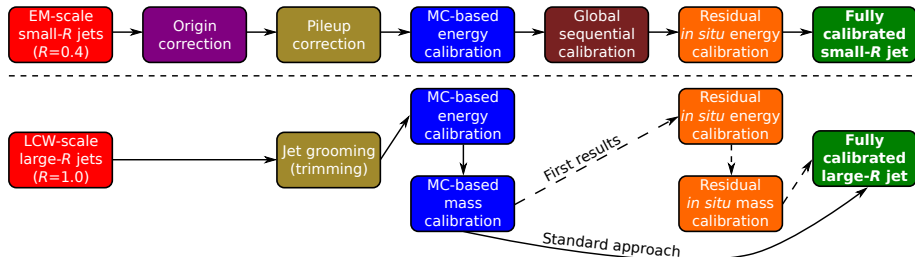 EM-scale
small-R jets
(R=0.4)
Origin
correction
Pileup
correction
MC-based
energy
calibration
Global
sequential
calibration
Residual
in situ energy
calibration
Fully
calibrated
small-R jet
LCW-scale
large-R jets
(R=1.0)
Jet grooming
(trimming)
MC-based
energy
calibration
MC-based
mass
calibration
First results
Standard approach
Residual
in situ energy
calibration
Residual
in situ mass
calibration
Fully
calibrated
large-R jet